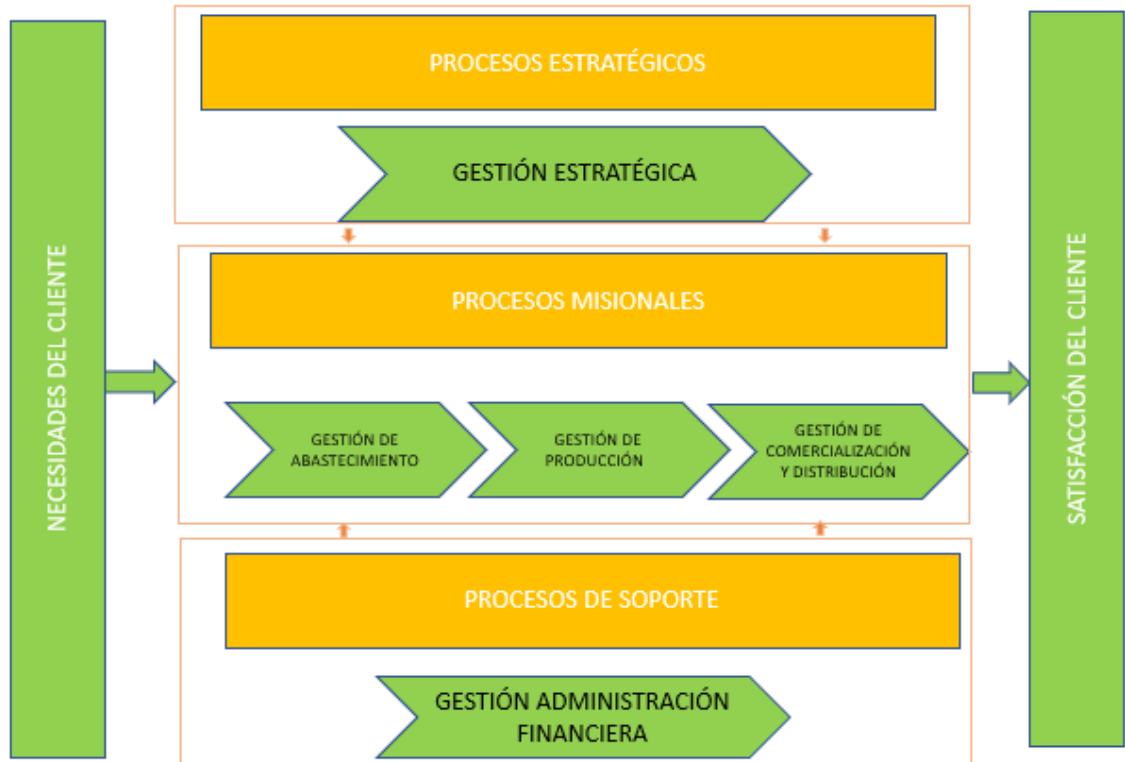 NECESIDADES DEL CLIENTE
PROCESOS ESTRATÉGICOS
GESTIÓN ESTRATÉGICA
PROCESOS MISIONALES
GESTIÓN DE
ABASTECIMIENTO
GESTIÓN DE
PRODUCCIÓN
GESTIÓN DE
COMERCIALIZACIÓN
Y DISTRIBUCIÓN
PROCESOS DE SOPORTE
GESTIÓN ADMINISTRACIÓN
FINANCIERA
SATISFACCIÓN DEL CLIENTE